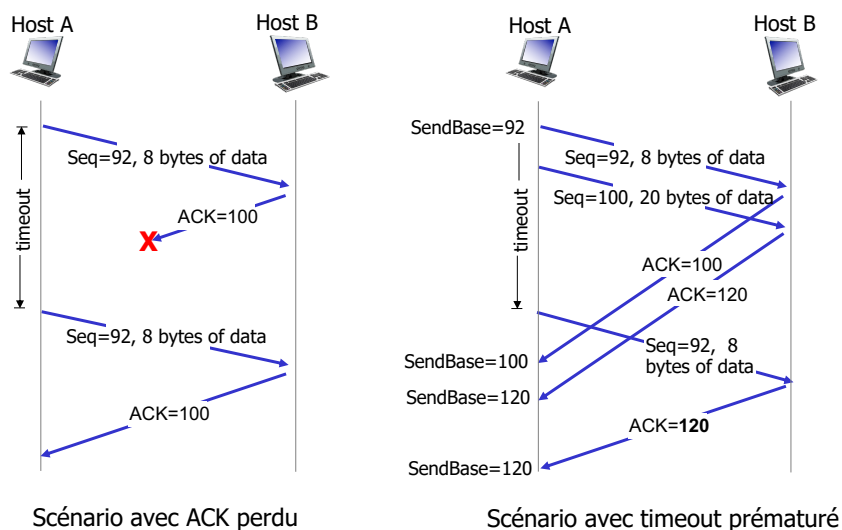 Host A
Host B
timeout
Seq=92, 8 bytes of data
ACK=100
X
Seq=92, 8 bytes of data
ACK=100
Scénario avec ACK perdu
Host A
Host B
SendBase=92
timeout
Seq=92, 8 bytes of data
Seq=100, 20 bytes of data
ACK=100
ACK=120
Seq=92, 8
bytes of data
SendBase=100
SendBase=120
ACK=120
SendBase=120
Scénario avec timeout prématuré